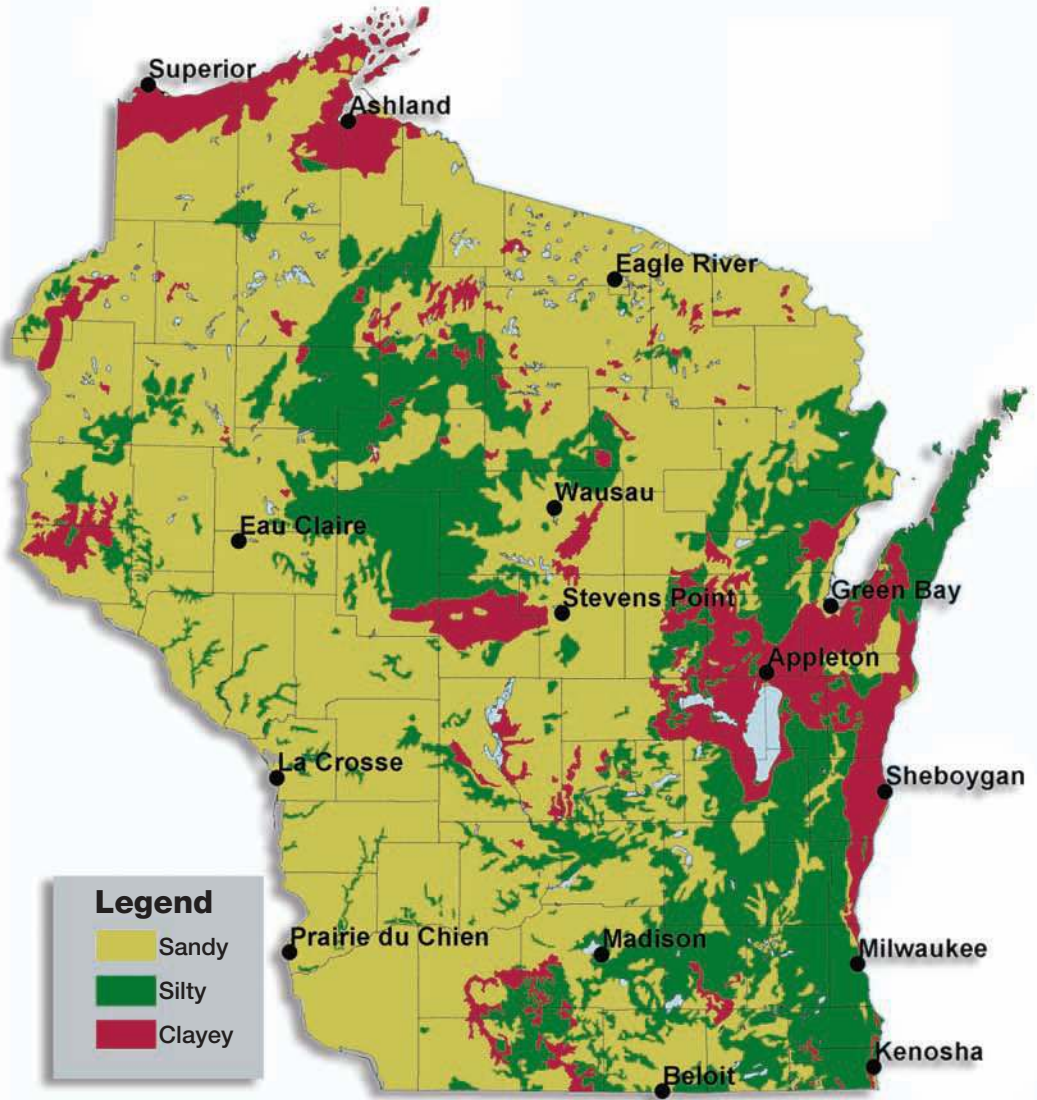 Superior
Ashland
Eagle River
Wausau
Eau Claire
Stevens Point
Green Bay
Appleton
La Crosse
Sheboygan
Legend
Sandy
Silty
Clayey
Prairie du Chien
Madison
Milwaukee
Kenosha
Beloit